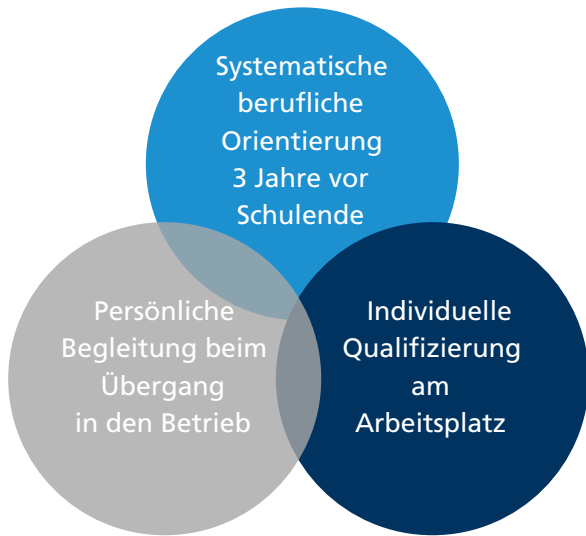 Systematische
berufliche
Orientierung
3 Jahre vor
Schulende
Persönliche
Begleitung beim
Übergang
in den Betrieb
Individuelle
Qualifizierung
am
Arbeitsplatz